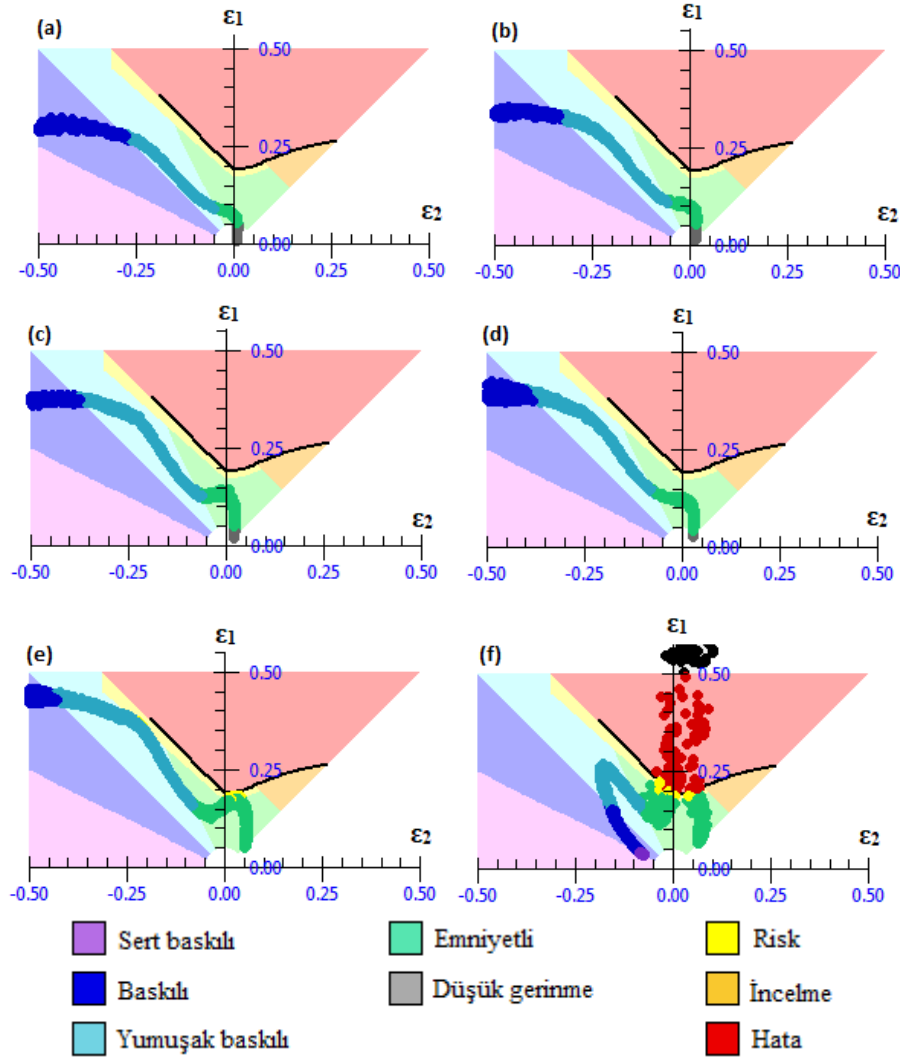 (a) ε1 (b) ε1
0.50 0.50
0.25 0.25
ε2 ε2
0.00 0.00
-0.50 -0.25 0.00 0.25 0.50 -0.50 -0.25 0.00 0.25 0.50
(c) ε1 (d) ε1
0.50 0.50
0.25 0.25
ε2 ε2
0.00 0.00
-0.50 -0.25 0.00 0.25 0.50 -0.50 -0.25 0.00 0.25 0.50
(e) ε1 (f) ε1
0.50 0.50
0.25 0.25
ε2 ε2
0.00 0.00
-0.50 -0.25 0.00 0.25 0.50 -0.50 -0.25 0.00 0.25 0.50
Sert baskılı Emniyetli Risk
Baskılı Düşük gerinme İncelme
Yumuşak baskılı Hata